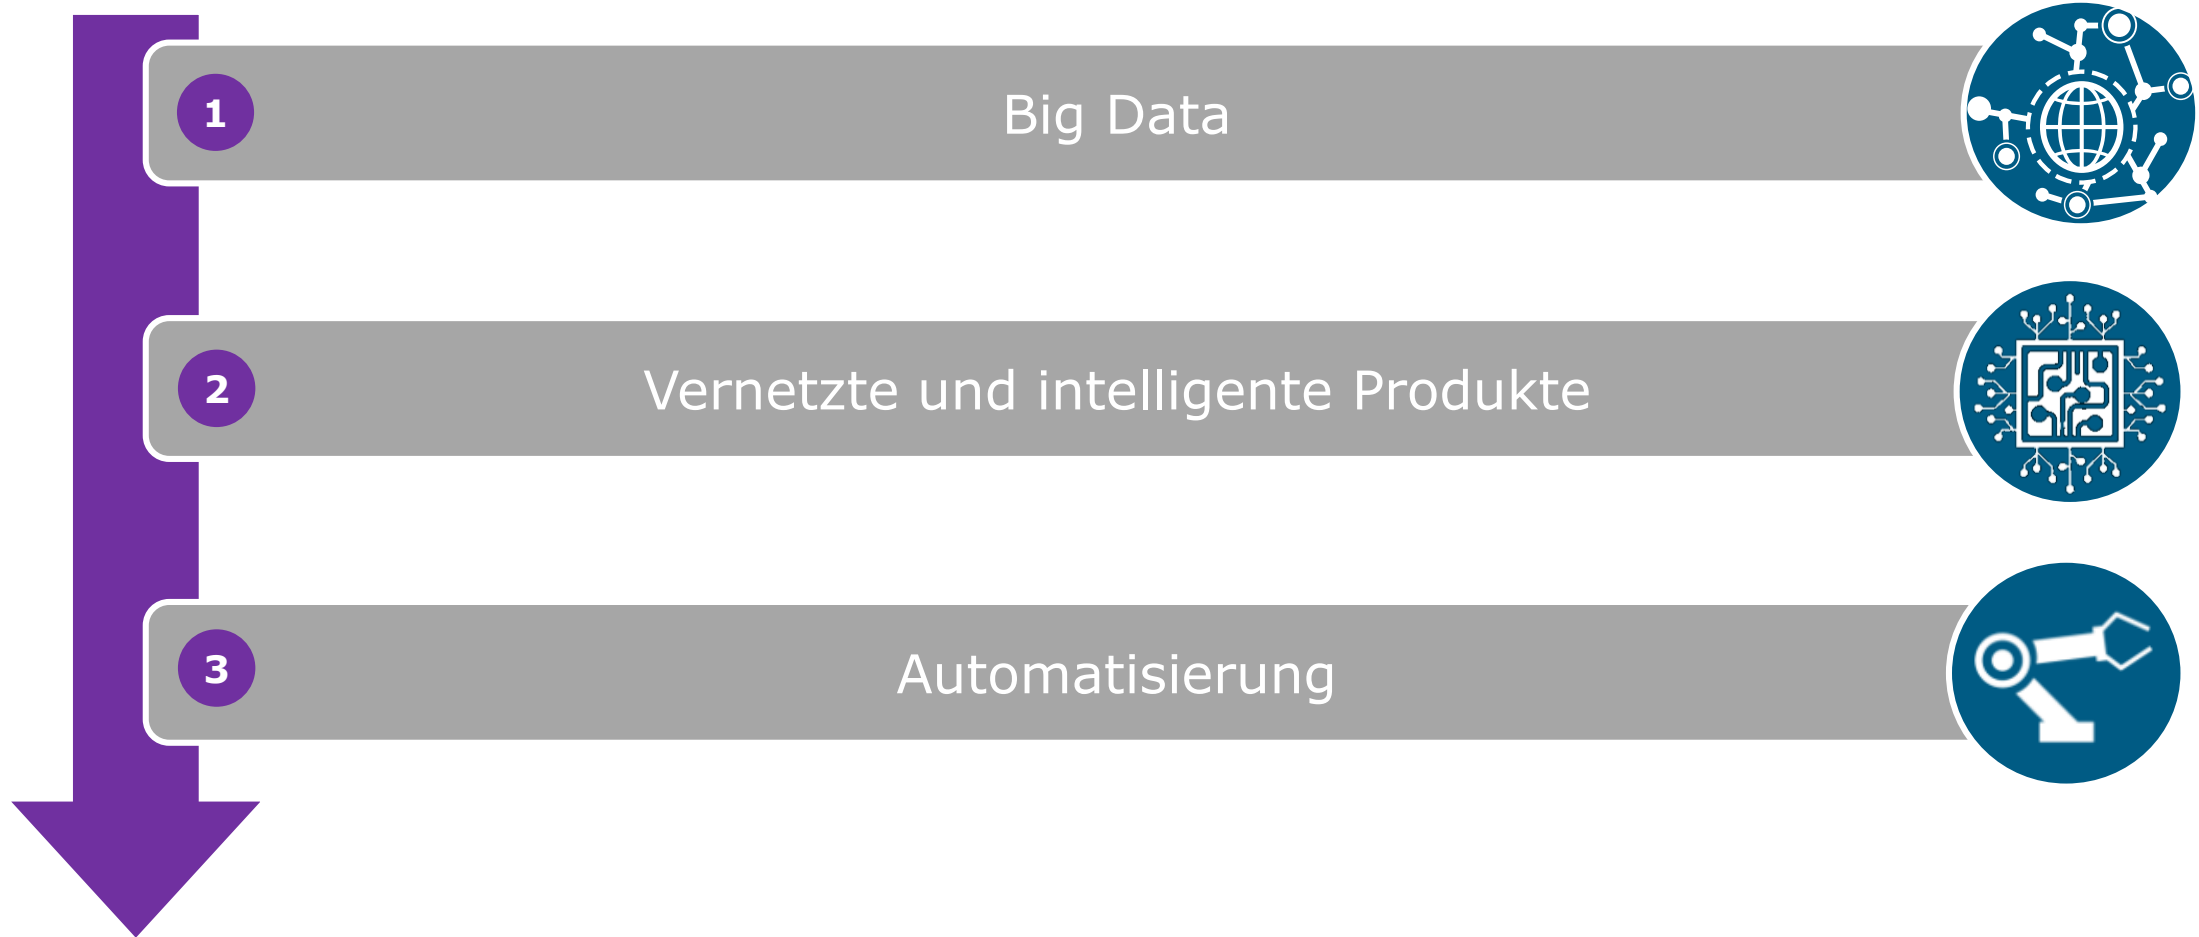 1
Big Data
2
Vernetzte und intelligente Produkte
3
Automatisierung